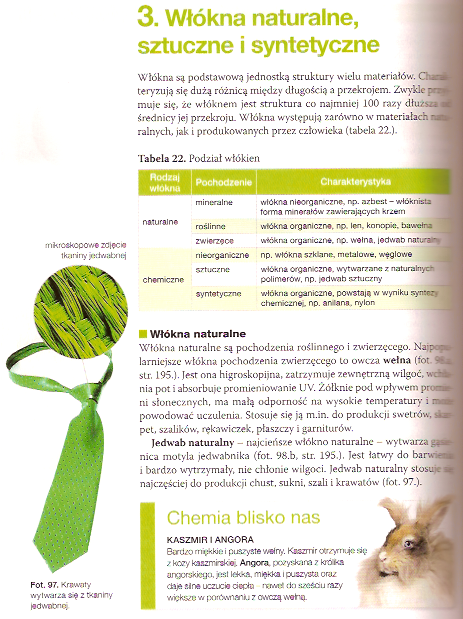 3. Włókna naturalne,
sztuczne i syntetyczne
Włókna są podstawową jednostką struktury wielu materiałów.
teryzują się dużą różnicą między długością a przekrojem. Zwykle
muje się, że włóknem jest struktura co najmniej 100 razy dłuższa od
średnicy jej przekroju. Włókna występują zarówno w materiałach
ralnych, jak i produkowanych przez człowieka (tabela 22.).
Tabela 22. Podział włókien
Rodzaj włókna Pochodzenie Charakterystyka
naturalne
mineralne włókna nieorganiczne, np. azbest – włóknista
forma minerałów zawierających krzem
roślinne włókna organiczne, np. len, konopie, bawełna
zwierzęce włókna organiczne, np. wełna, jedwab naturalny
chemiczne
nieorganiczne np. włókna szklane, metalowe, węglowe
sztuczne włókna organiczne, wytwarzane z naturalnych
polimerów, np. jedwab sztuczny
syntetyczne włókna organiczne, powstają w wyniku syntezy
chemicznej, np. anilana, nylon
mikroskopowe zdjęcie
tkaniny jedwabnej
Włókna naturalne
Włókna naturalne są pochodzenia roślinnego i zwierzęcego.
larniejsze włókna pochodzenia zwierzęcego to owcza wełna (fot.
str. 195.). Jest ona higroskopijna, zatrzymuje zewnętrzną wilgoć,
nia pot i absorbuje promieniowanie UV. Żółknie pod wpływem
ni słonecznych, ma małą odporność na wysokie temperatury i może
powodować uczulenia. Stosuje się ją m.in. do produkcji swetrów,
pet, szalików, rękawiczek, płaszczy i garniturów.
Jedwab naturalny – najcieńsze włókno naturalne – wytwarza
nica motyla jedwabnika (fot. 98.b, str. 195.). Jest łatwy do barwienia
i bardzo wytrzymały, nie chłonie wilgoci. Jedwab naturalny stosuje się
najczęściej do produkcji chust, sukni, szali i krawatów (fot. 97.).
Fot. 97. Krawaty
wytwarza się z tkaniny
jedwabnej.
Chemia blisko nas
KASZMIR I ANGORA
Bardzo miękkie i puszyste wełny. Kaszmir otrzymuje się
z kozy kaszmirskiej. Angora, pozyskana z królika
angorskiego, jest lekka, miękka i puszysta oraz
daje silne uczucie ciepła – nawet do sześciu razy
większe w porównaniu z owczą wełną.